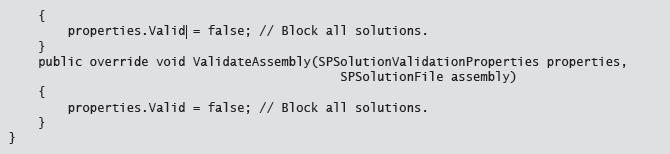 {
properties.Valid = false; // Block all solutions.
}
public override void ValidateAssembly(SPSolutionValidationProperties properties,
SPSolutionFile assembly)
{
properties.Valid = false; // Block all solutions.
}
}